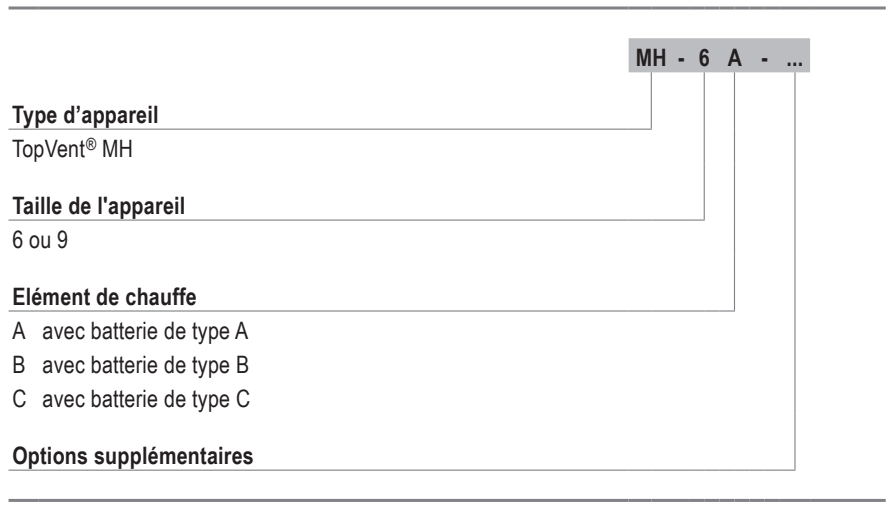 MH - 6 A - ...
Type d’appareil
TopVent® MH
Taille de l'appareil
6 ou 9
Elément de chauffe
A avec batterie de type A
B avec batterie de type B
C avec batterie de type C
Options supplémentaires